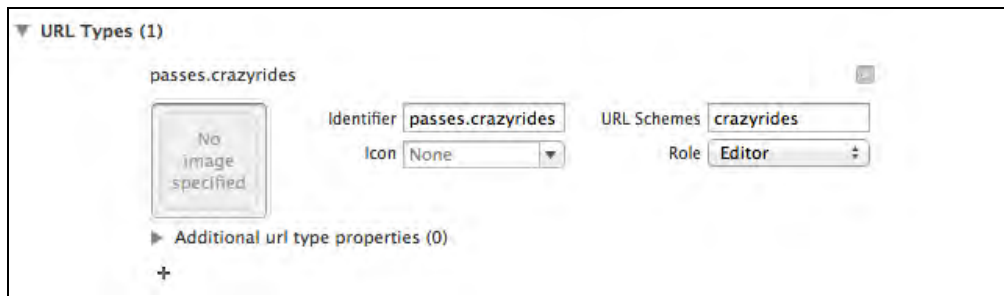 URL Types (1)
passes.crazyrides
No image specified
Identifier passes.crazyrides URL Schemes crazyrides
Icon None Role Editor
Additional url type properties (0)